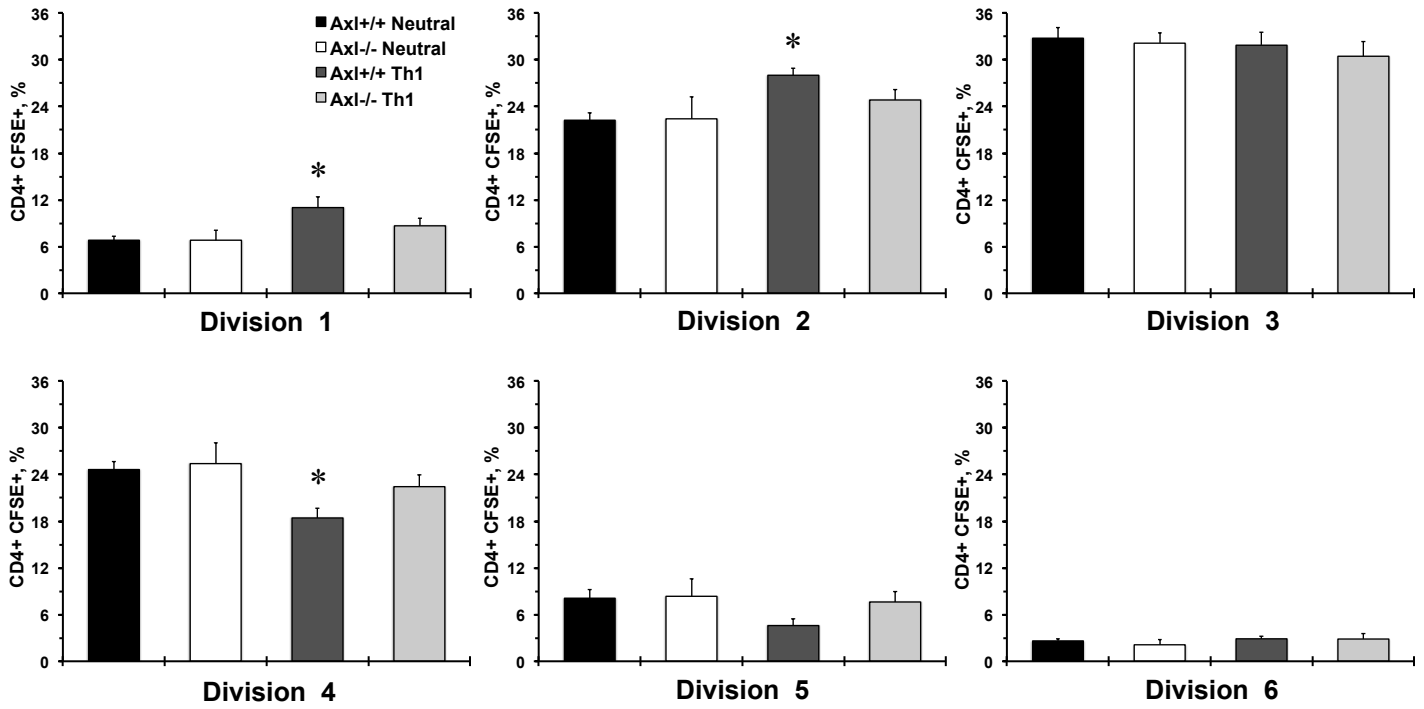 CD4+ CFSE+, %
36
30
24
18
12
6
0
Axl+/+ Neutral
Axl-/- Neutral
Axl+/+ Th1
Axl-/- Th1
*
Division 1
CD4+ CFSE+, %
36
30
24
18
12
6
0
*
Division 2
CD4+ CFSE+, %
36
30
24
18
12
6
0
Division 3
CD4+ CFSE+, %
36
30
24
18
12
6
0
*
Division 4
CD4+ CFSE+, %
36
30
24
18
12
6
0
Division 5
CD4+ CFSE+, %
36
30
24
18
12
6
0
Division 6